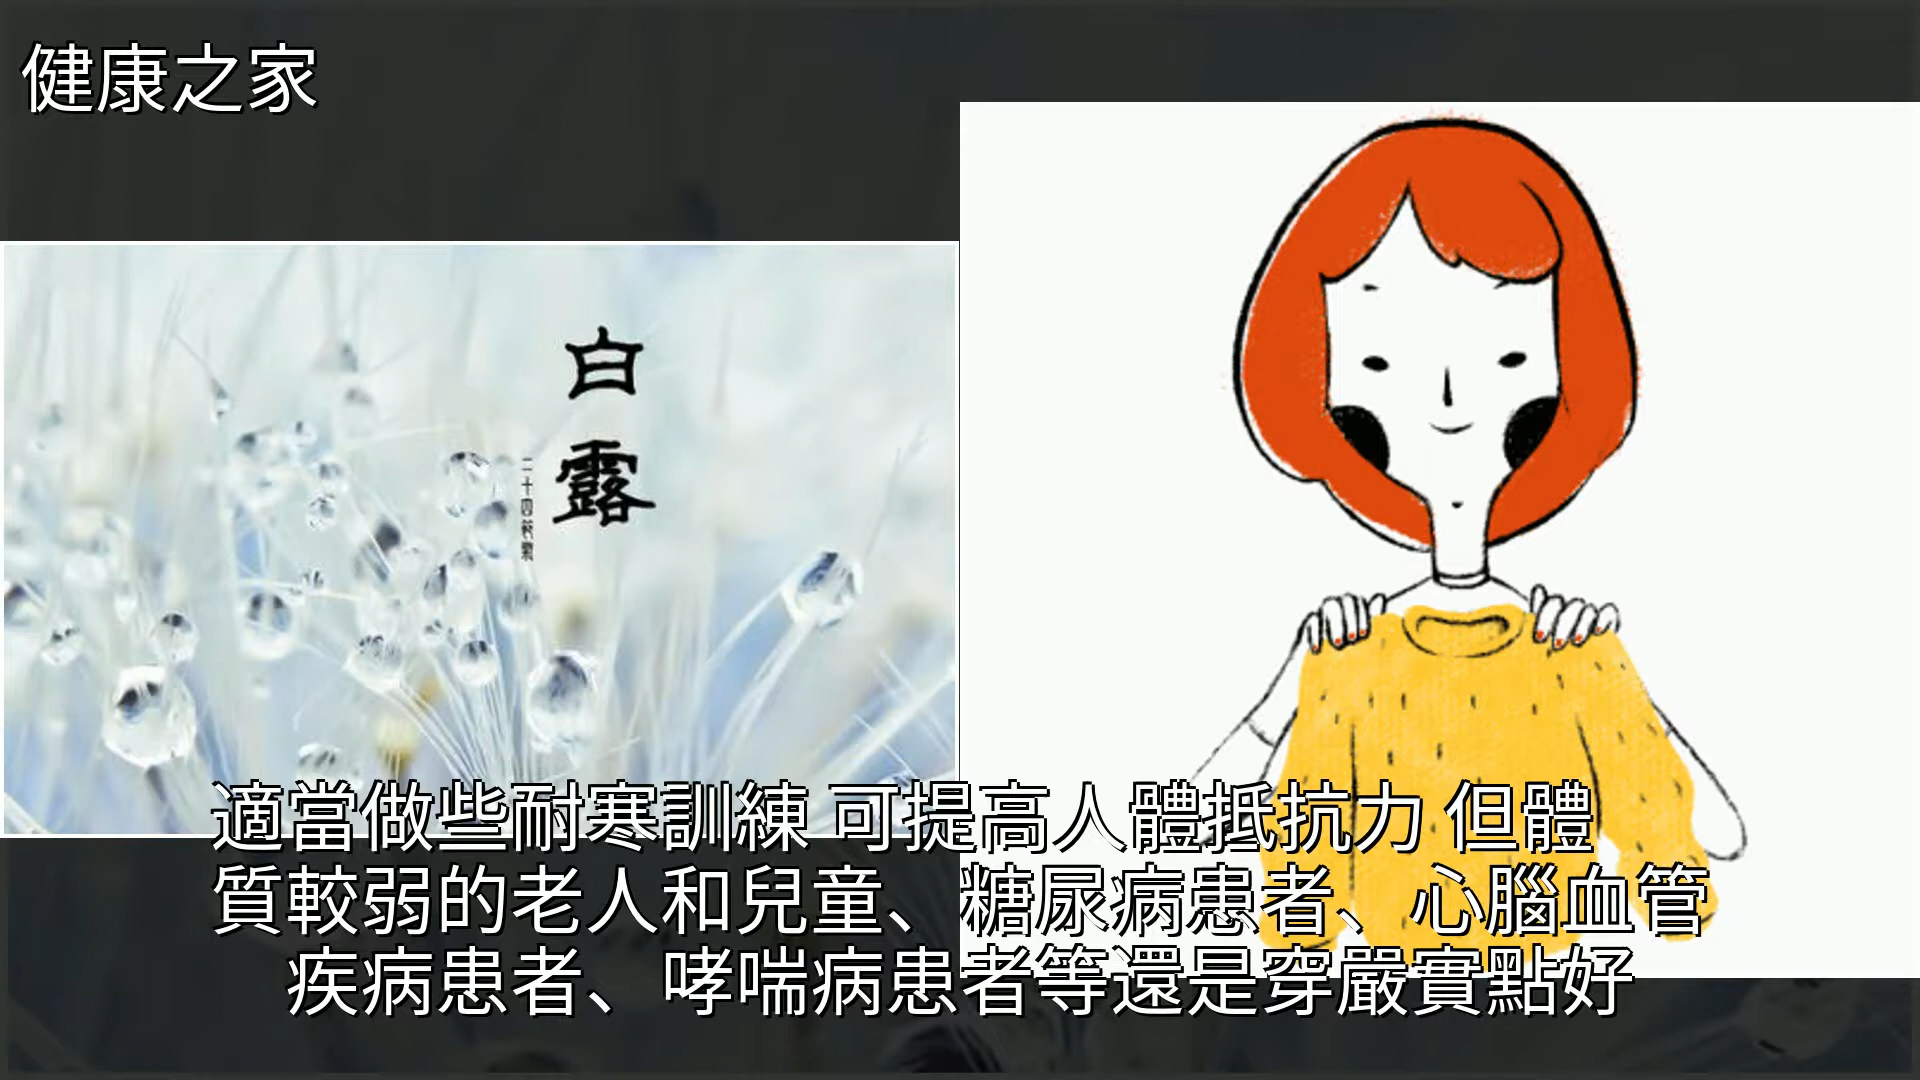 健康之家
白露
二十四節氣
適當做些耐寒訓練 可提高人體抵抗力 但體
質較弱的老人和兒童、糖尿病患者、心腦血管
疾病患者、哮喘病患者等還是穿嚴實點好